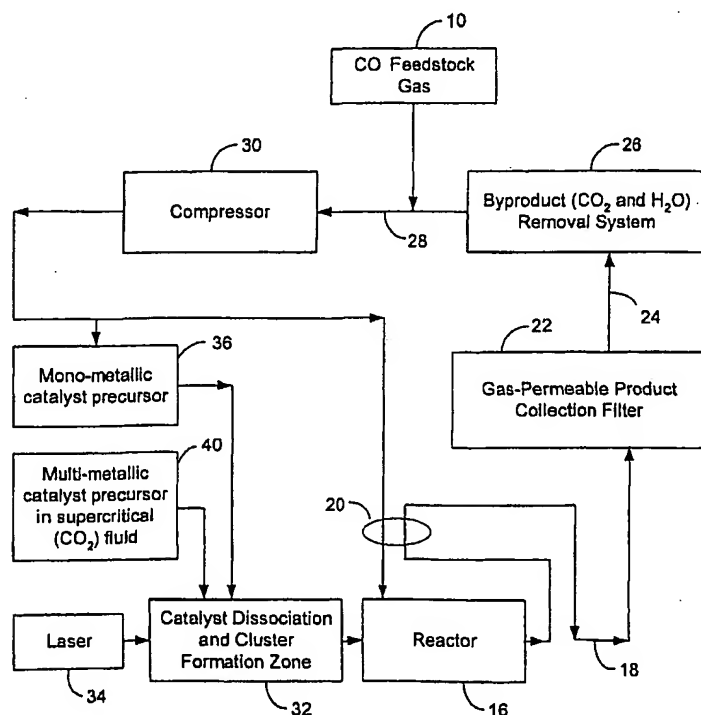 10
CO Feedstock
Gas
30
Compressor
26
Byproduct (CO₂ and H₂O)
Removal System
28
24
22
Gas-Permeable Product
Collection Filter
36
Mono-metallic
catalyst precursor
40
Multi-metallic
catalyst precursor
in supercritical
(CO₂) fluid
20
18
Laser
34
Catalyst Dissociation
and Cluster
Formation Zone
32
Reactor
16